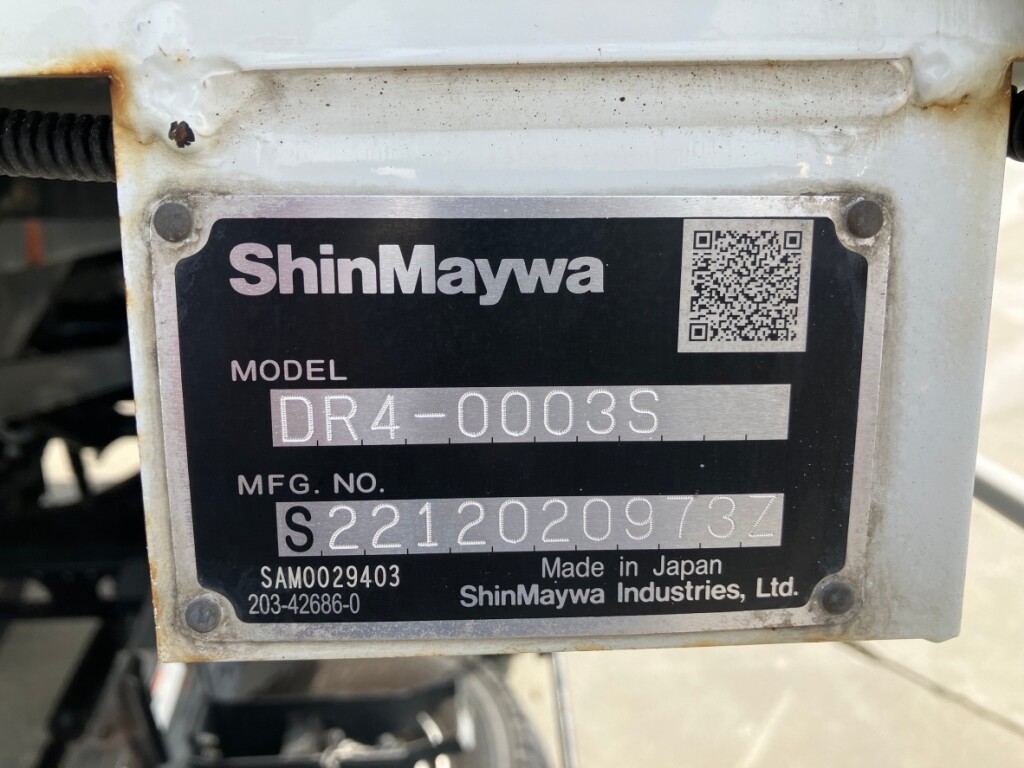 ShinMaywa
MODEL
DR4-0003S
MFG. NO.
S2212020973Z
SAM0029403
203-42686-0
Made in Japan
ShinMaywa Industries, Ltd.